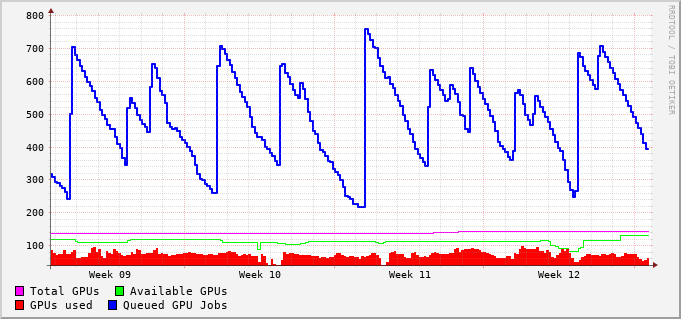 800
700
600
500
400
300
200
100
Week 09 Week 10 Week 11 Week 12
Total GPUs Available GPUs
GPUs used Queued GPU Jobs
RRDTOOL / TOBI OETIKER